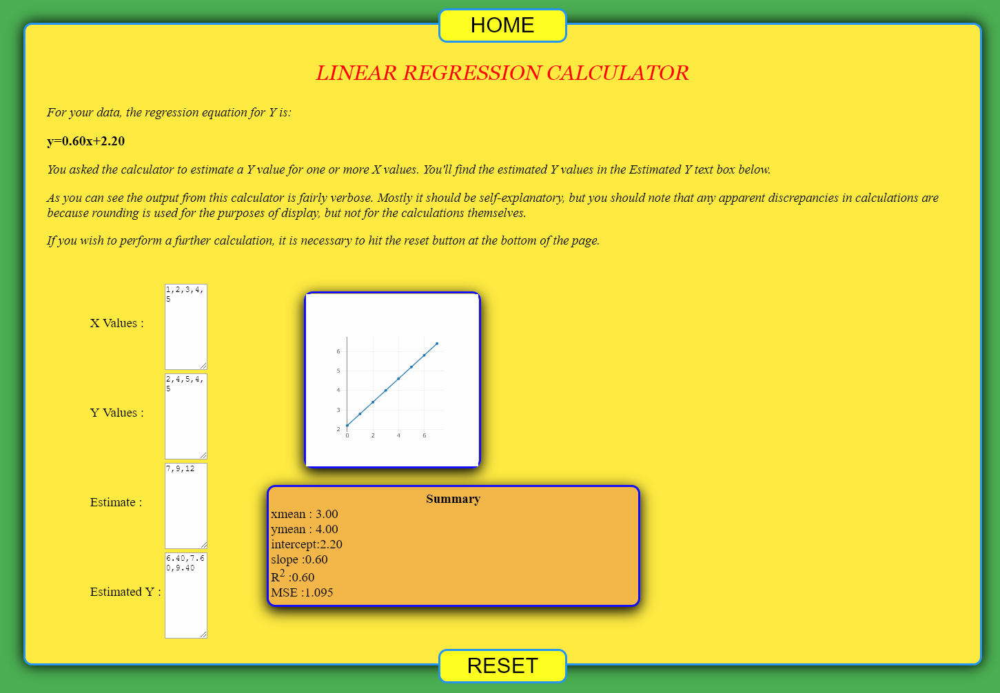 HOME
LINEAR REGRESSION CALCULATOR
For your data, the regression equation for Y is:
y=0.60x+2.20
You asked the calculator to estimate a Y value for one or more X values. You'll find the estimated Y values in the Estimated Y text box below.
As you can see the output from this calculator is fairly verbose. Mostly it should be self-explanatory, but you should note that any apparent discrepancies in calculations are
because rounding is used for the purposes of display, but not for the calculations themselves.
If you wish to perform a further calculation, it is necessary to hit the reset button at the bottom of the page.
X Values :
1,2,3,4,
5
Y Values :
2,4,5,4,
5
Estimate :
7,9,12
Estimated Y :
6.40,7.6
0,9.40
6
5
4
3
2
0 2 4 6
Summary
xmean : 3.00
ymean : 4.00
intercept:2.20
slope :0.60
R2 :0.60
MSE :1.095
RESET